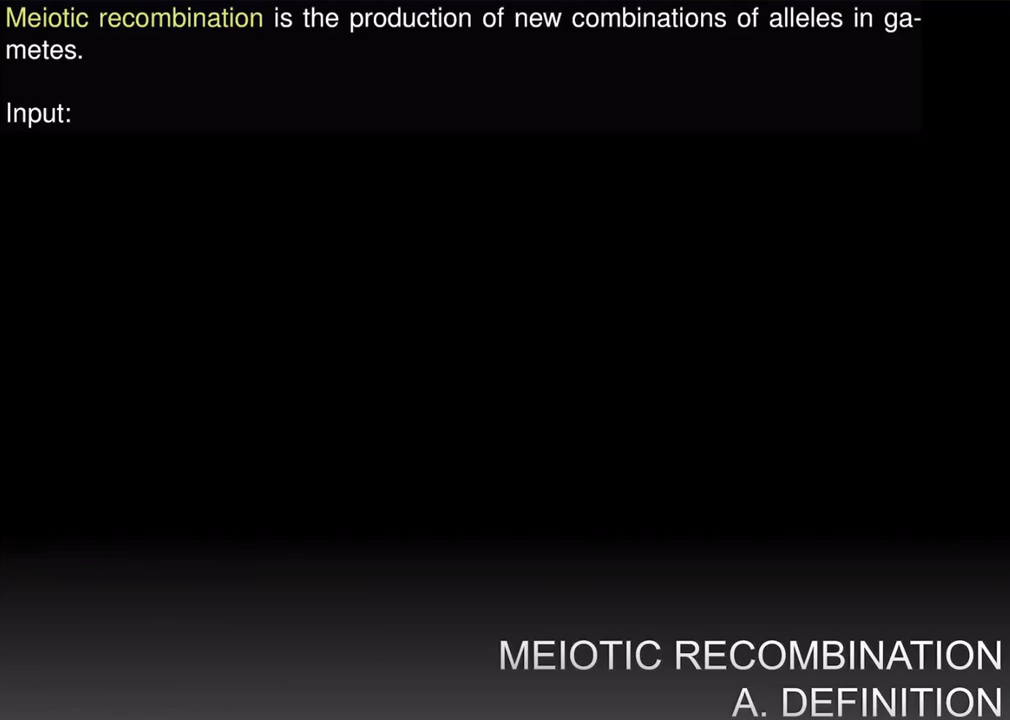 Meiotic recombination is the production of new combinations of alleles in ga-
metes.
Input:
MEIOTIC RECOMBINATION
A. DEFINITION